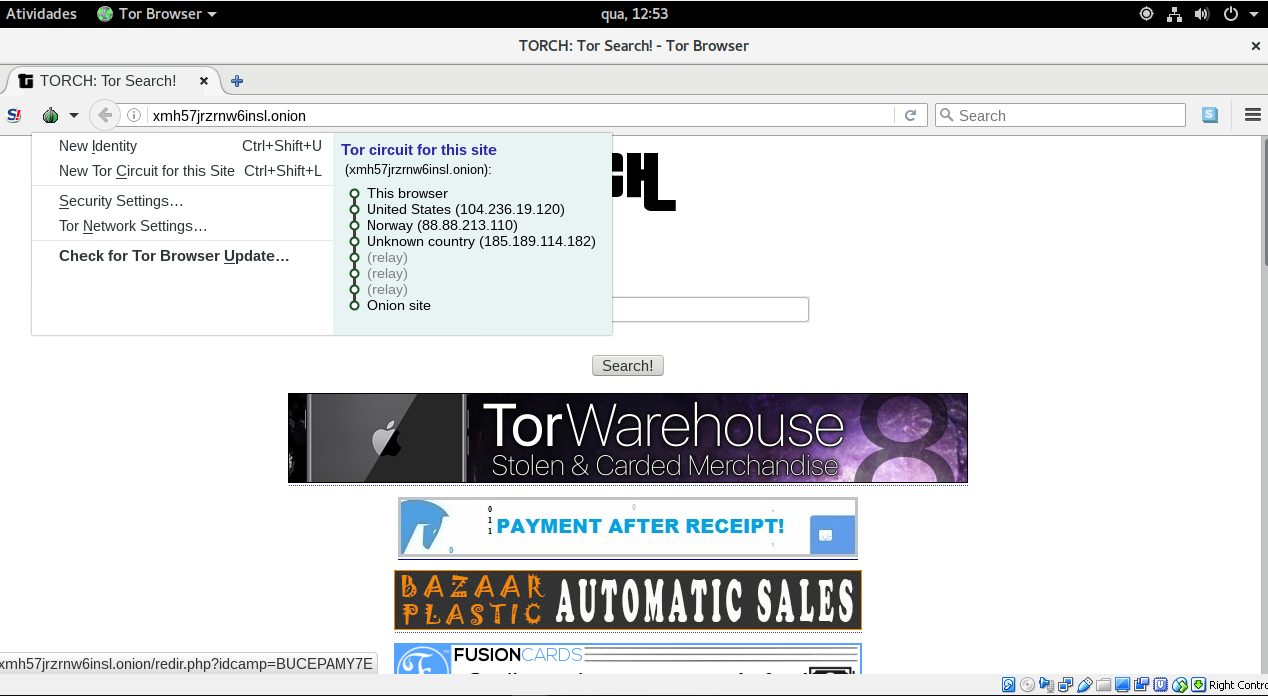 Atividades Tor Browser qua, 12:53
TORCH: Tor Search! - Tor Browser
TORCH: Tor Search!
S! xmh57jrzrnw6insl.onion Search S
New Identity Ctrl+Shift+U
New Tor Circuit for this Site Ctrl+Shift+L
Security Settings…
Tor Network Settings…
Check for Tor Browser Update…
Tor circuit for this site
(xmh57jrzrnw6insl.onion):
This browser
United States (104.236.19.120)
Norway (88.88.213.110)
Unknown country (185.189.114.182)
(relay)
(relay)
(relay)
Onion site
CH
Search!
TorWarehouse 8
Stolen & Carded Merchandise
PAYMENT AFTER RECEIPT!
BAZAAR
PLASTIC
AUTOMATIC SALES
FUSIONCARDS
xmh57jrzrnw6insl.onion/redir.php?idcamp=BUCEPAMY7E
Right Contro